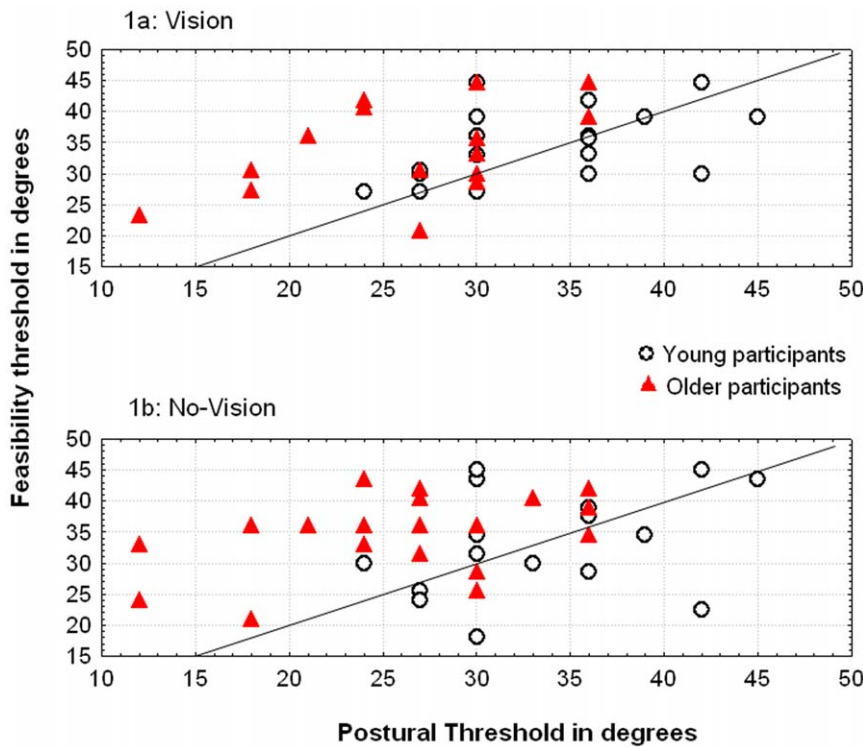 1a: Vision
50
45
40
35
30
25
20
15
10 15 20 25 30 35 40 45 50
Feasibility threshold in degrees
Young participants
Older participants
1b: No-Vision
50
45
40
35
30
25
20
15
10 15 20 25 30 35 40 45 50
Postural Threshold in degrees